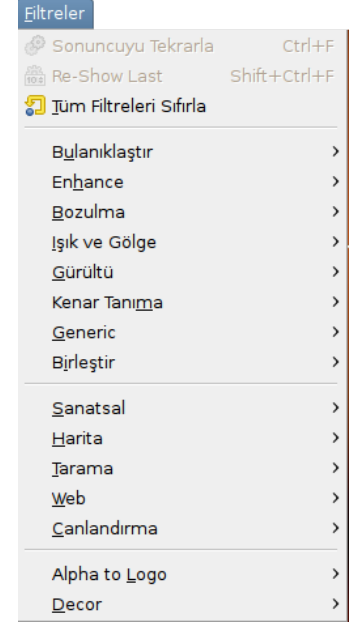 Filtreler
Sonuncuyu Tekrarla Ctrl+F
Re-Show Last Shift+Ctrl+F
Tüm Filtreleri Sıfırla
Bulanıklaştır
Enhance
Bozulma
Işık ve Gölge
Gürültü
Kenar Tanıma
Generic
Birleştir
Sanatsal
Harita
Tarama
Web
Canlandırma
Alpha to Logo
Decor